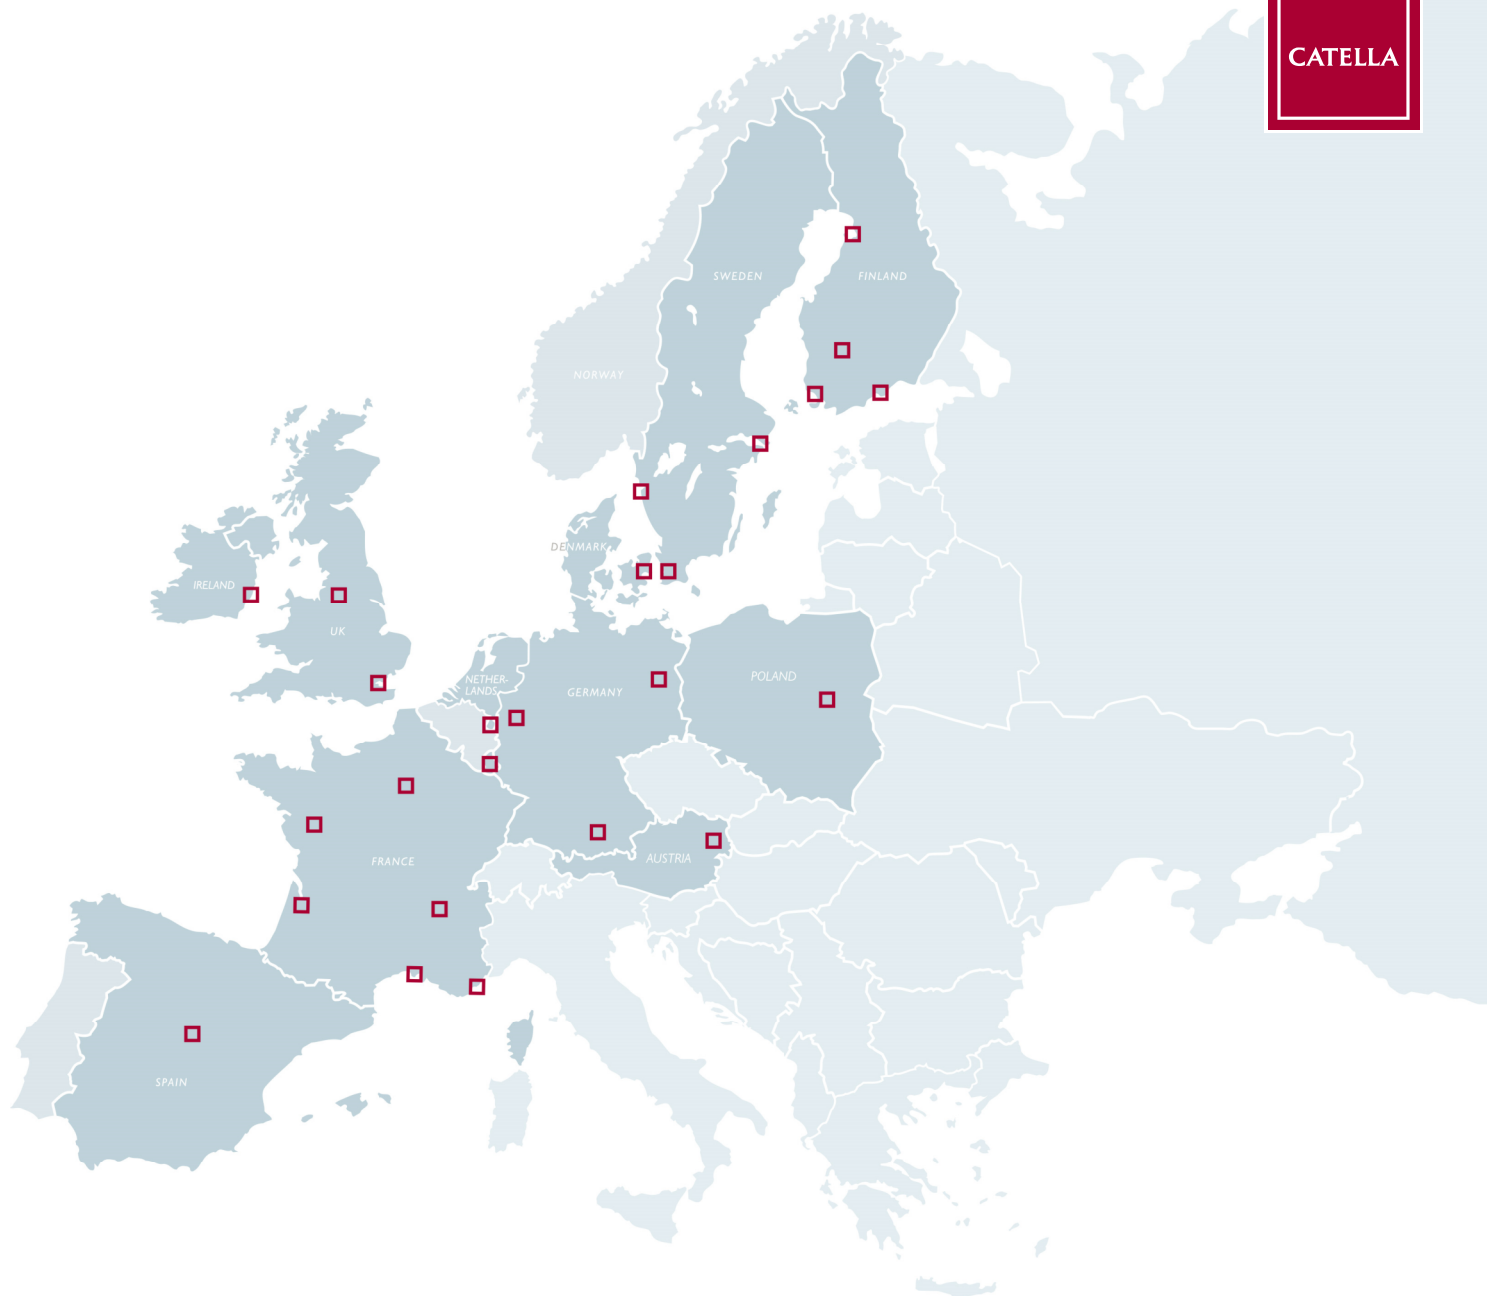 CATELLA
SWEDEN
FINLAND
NORWAY
DENMARK
IRELAND
UK
NETHER-
LANDS
GERMANY
POLAND
FRANCE
AUSTRIA
SPAIN